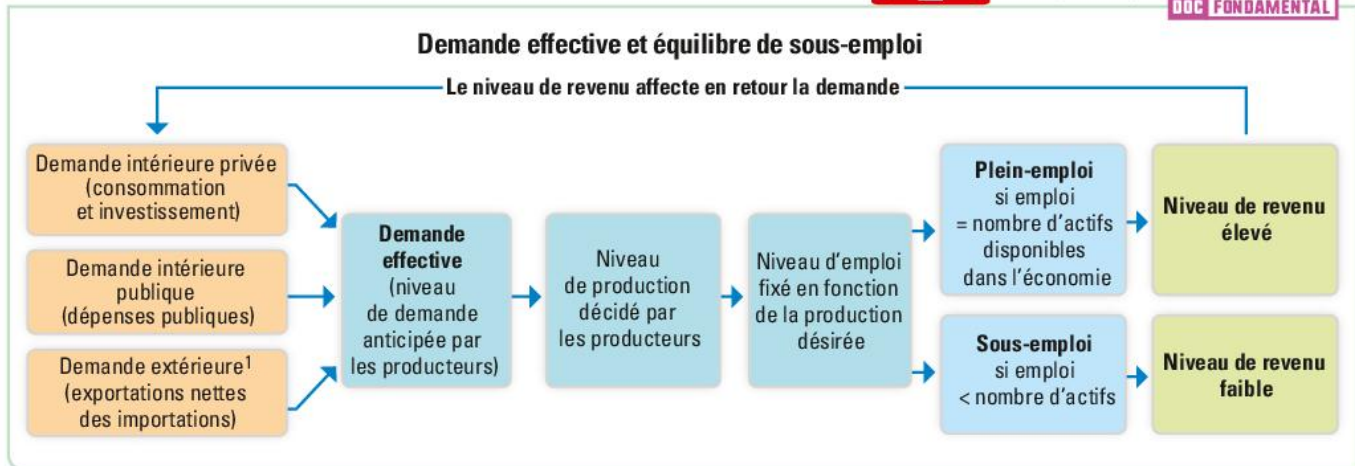 DOC FONDAMENTAL
Demande effective et équilibre de sous-emploi
Le niveau de revenu affecte en retour la demande
Demande intérieure privée
(consommation
et investissement)
Demande intérieure
publique
(dépenses publiques)
Demande extérieure¹
(exportations nettes
des importations)
Demande
effective
(niveau
de demande
anticipée par
les producteurs)
Niveau
de production
décidé par
les producteurs
Niveau d'emploi
fixé en fonction
de la production
désirée
Plein-emploi
si emploi
= nombre d'actifs
disponibles
dans l'économie
Sous-emploi
si emploi
< nombre d'actifs
Niveau de revenu
élevé
Niveau de revenu
faible